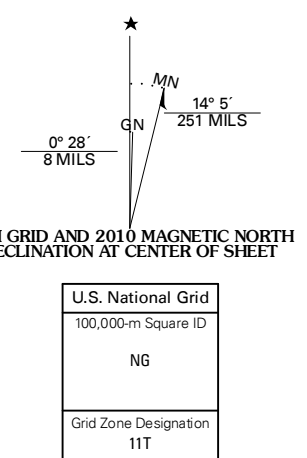 ★
MN
GN
14° 5´
251 MILS
0° 28´
8 MILS
GRID AND 2010 MAGNETIC NORTH
ECLINATION AT CENTER OF SHEET
U.S. National Grid
100,000-m Square ID
NG
Grid Zone Designation
11T